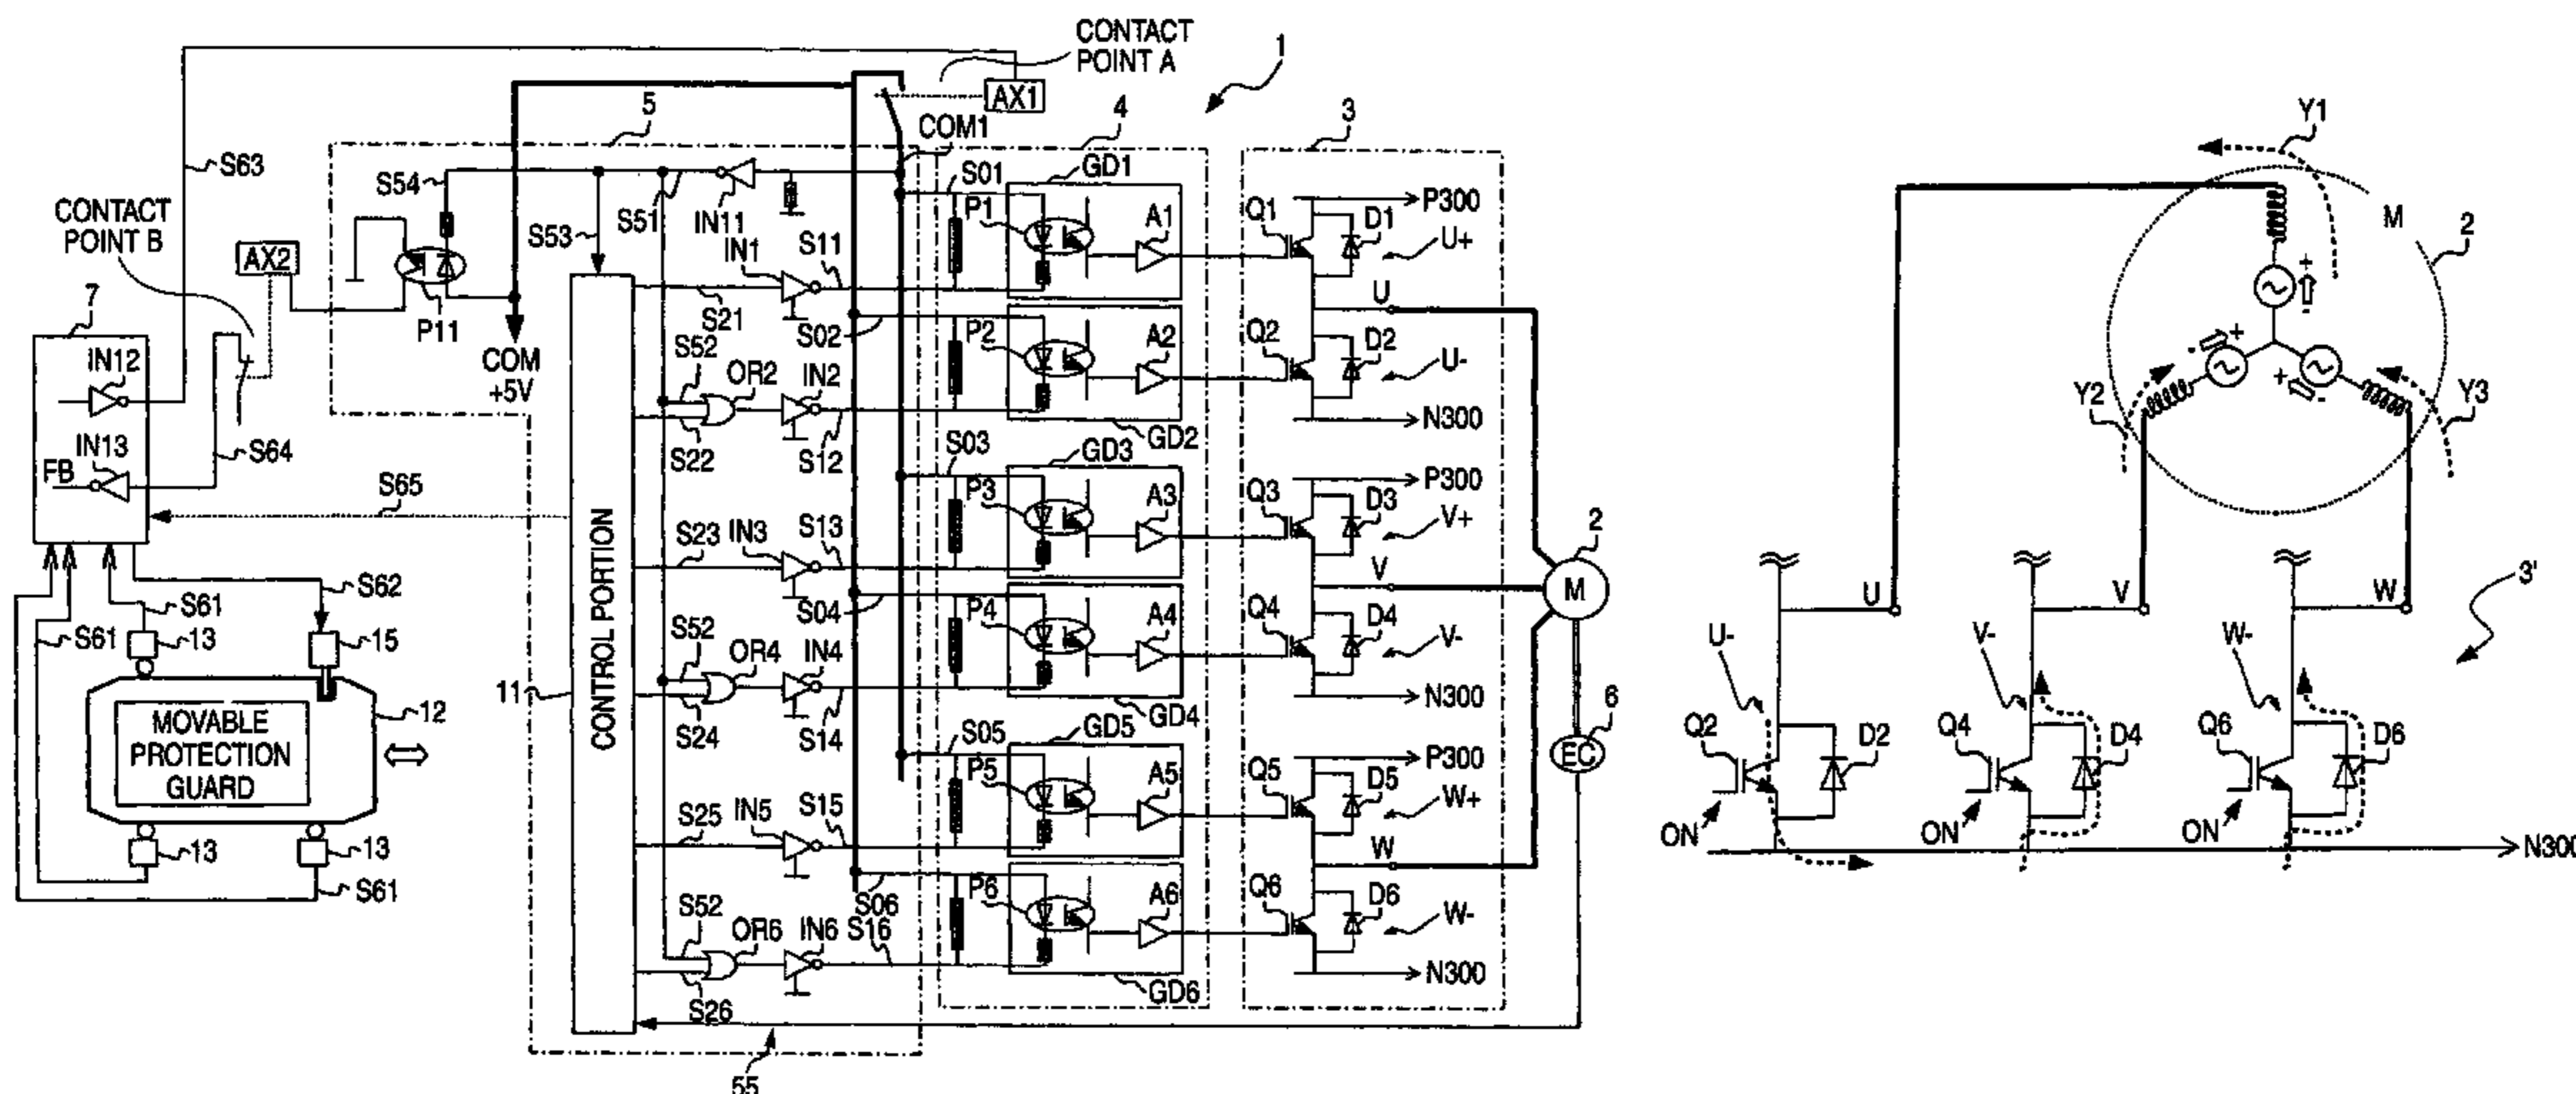 CONTACT
POINT A
1
AX1
5
COM1
4
3
S63
S54
S51
IN11
S53
CONTACT
POINT B
AX2
P11
COM
+5V
7
IN12
IN13
FB
S64
S65
S61
S61
13
S62
15
MOVABLE
PROTECTION
GUARD
12
13
13
S61
11
CONTROL PORTION
55
IN1
S11
S21
S02
S52
OR2
IN2
S22
S12
S23
IN3
S13
S04
S52
OR4
IN4
S24
S14
S25
IN5
S15
S06
S52
OR6
IN6
S16
S26
S01
GD1
P1
A1
P2
A2
GD2
S03
GD3
P3
A3
P4
A4
GD4
S05
GD5
P5
A5
P6
A6
GD6
Q1
D1
P300
U+
U
Q2
D2
U-
N300
P300
Q3
D3
V+
V
Q4
D4
V-
N300
P300
Q5
D5
W+
W
Q6
D6
W-
N300
2
M
6
EC
Y1
M
2
+
-
+
-
+
-
Y2
Y3
U
V
W
3'
U-
V-
W-
Q2
D2
Q4
D4
Q6
D6
ON
ON
ON
N300